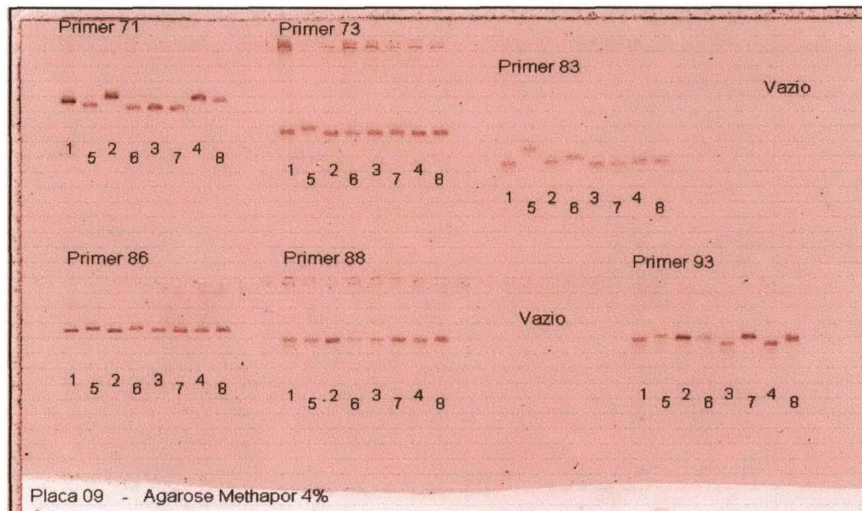 Primer 71
Primer 73
Primer 83
Vazio
1 5 2 6 3 7 4 8
1 5 2 6 3 7 4 8
1 5 2 6 3 7 4 8
Primer 86
Primer 88
Primer 93
Vazio
1 5 2 6 3 7 4 8
1 5 2 6 3 7 4 8
1 5 2 6 3 7 4 8
Placa 09 - Agarose Methapor 4%